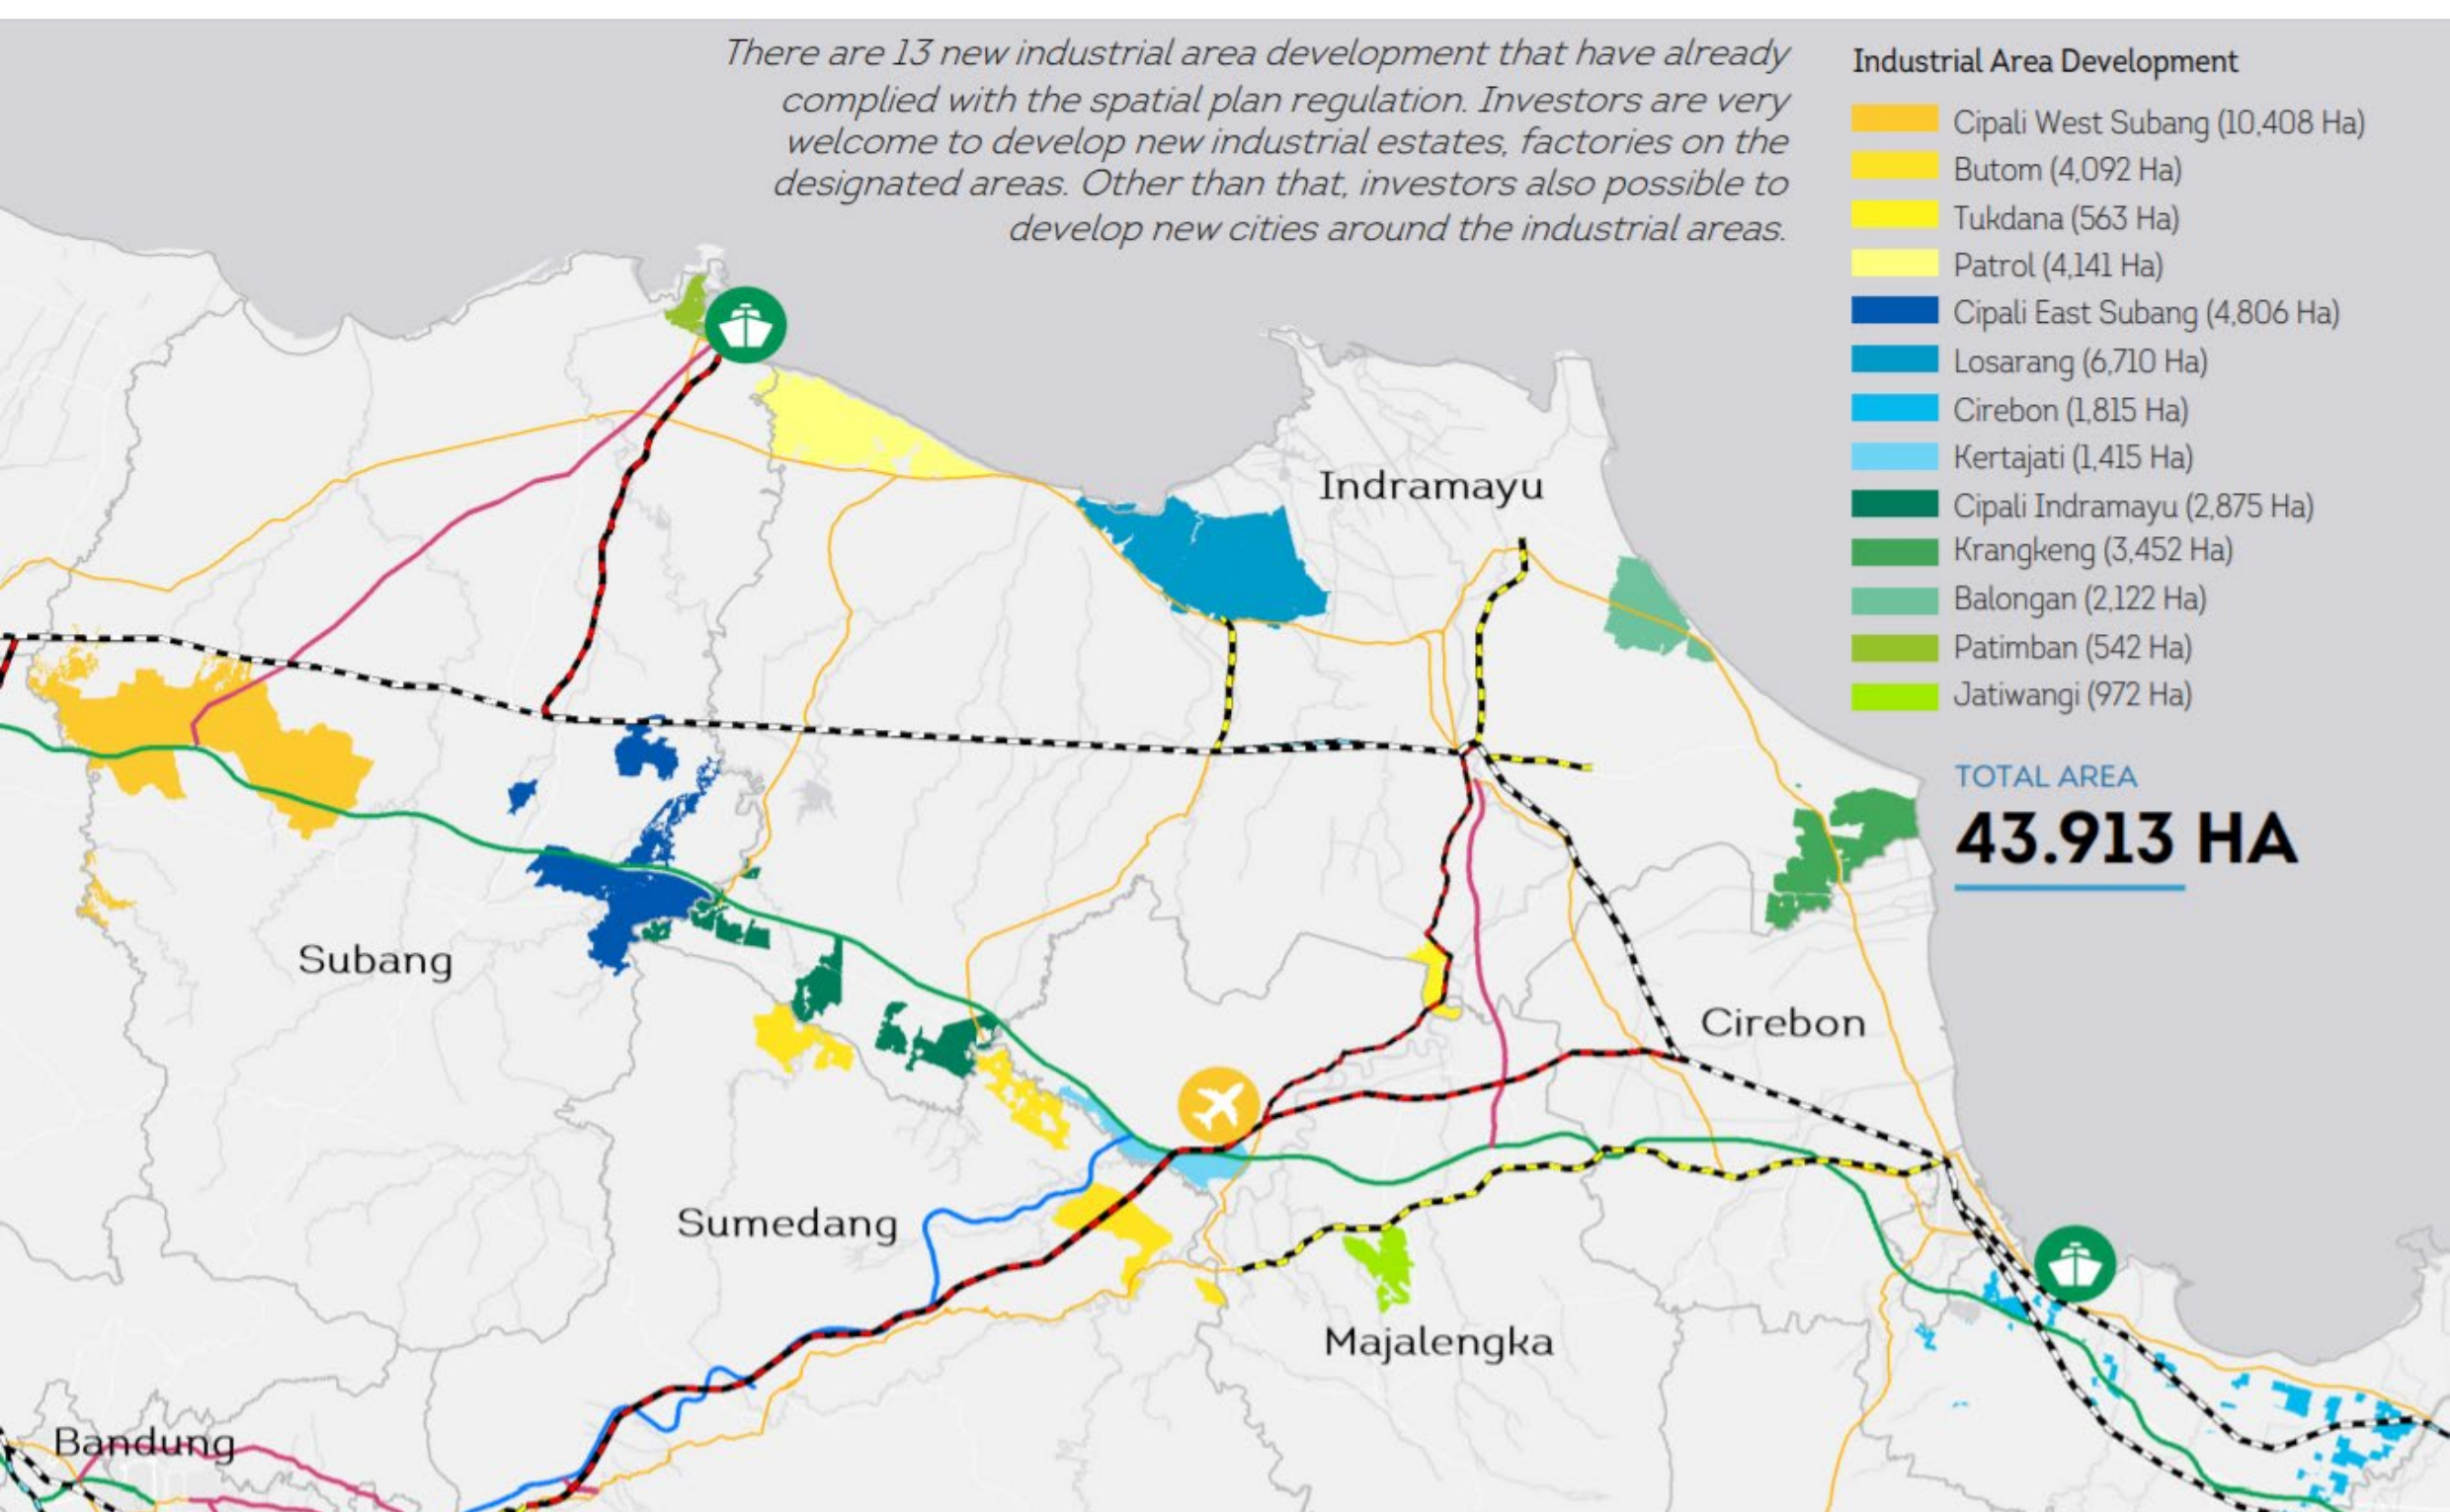 There are 13 new industrial area development that have already
complied with the spatial plan regulation. Investors are very
welcome to develop new industrial estates, factories on the
designated areas. Other than that, investors also possible to
develop new cities around the industrial areas.
Industrial Area Development
Cipali West Subang (10,408 Ha)
Butom (4,092 Ha)
Tukdana (563 Ha)
Patrol (4,141 Ha)
Cipali East Subang (4,806 Ha)
Losarang (6,710 Ha)
Cirebon (1,815 Ha)
Kertajati (1,415 Ha)
Cipali Indramayu (2,875 Ha)
Krangkeng (3,452 Ha)
Balongan (2,122 Ha)
Patimban (542 Ha)
Jatiwangi (972 Ha)
TOTAL AREA
43.913 HA
Indramayu
Subang
Cirebon
Sumedang
Majalengka
Bandung